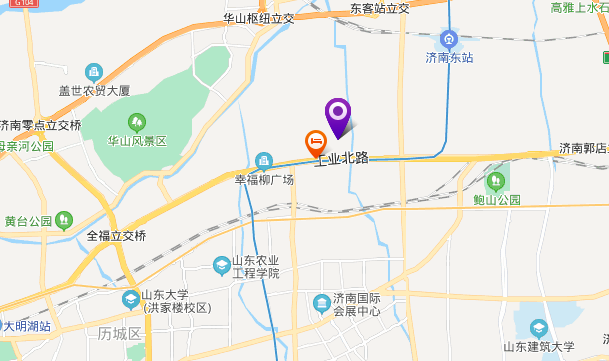 G104
华山枢纽立交
东客站立交
高雅上水石
济南东站
盖世农贸大厦
济南零点立交桥
母亲河公园
华山风景区
工业北路
济南郭店
幸福柳广场
鲍山公园
黄台公园
全福立交桥
山东农业
工程学院
山东大学
(洪家楼校区)
济南国际
会展中心
大明湖站
历城区
山东建筑大学